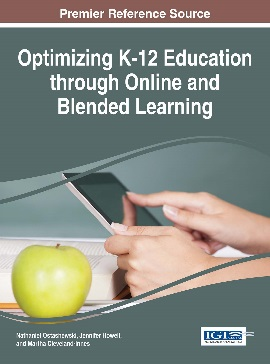 Premier Reference Source
Optimizing K-12 Education
through Online and
Blended Learning
Nathaniel Ostashewski, Jennifer Howell,
and Martha Cleveland-Innes
IGI